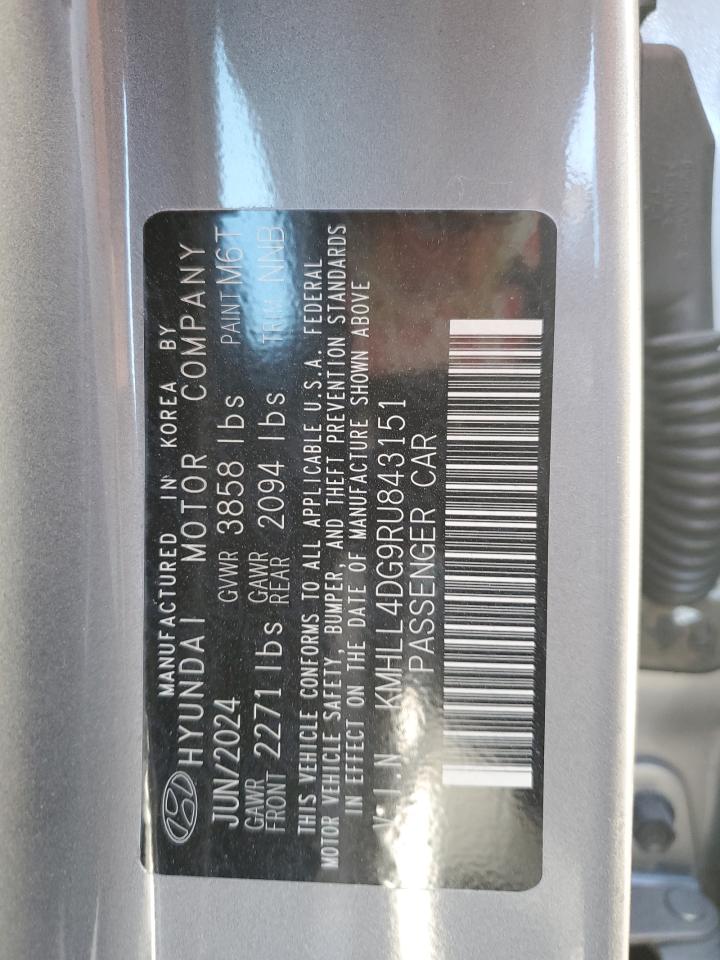 MANUFACTURED IN KOREA BY
HYUNDAI MOTOR COMPANY
JUN/2024 GVWR 3858 lbs PAINT M6T
GAWR FRONT 2271 lbs GAWR REAR 2094 lbs TRIM NNB
THIS VEHICLE CONFORMS TO ALL APPLICABLE U.S.A. FEDERAL
MOTOR VEHICLE SAFETY, BUMPER, AND THEFT PREVENTION STANDARDS
IN EFFECT ON THE DATE OF MANUFACTURE SHOWN ABOVE
V.I.N KMHLL4DG9RU843151
PASSENGER CAR